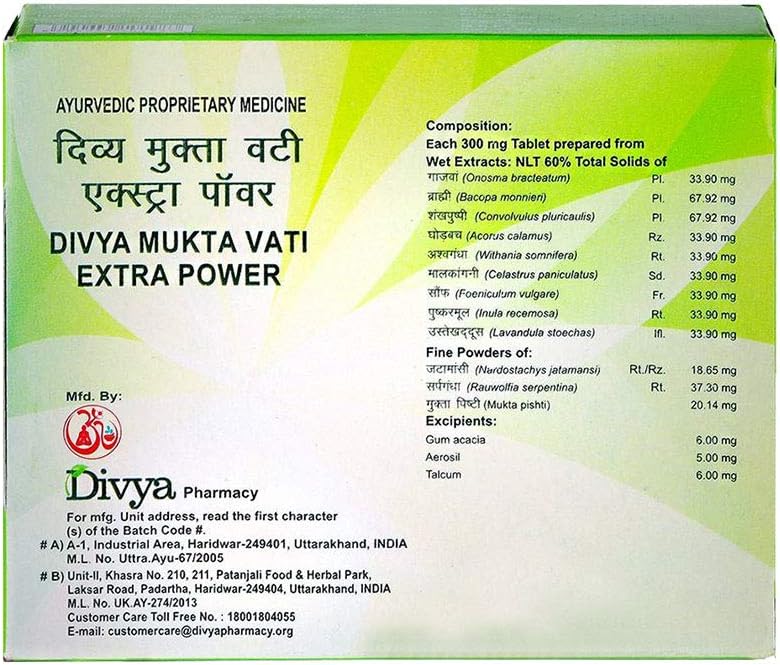 AYURVEDIC PROPRIETARY MEDICINE
दिव्य मुक्ता वटी
एक्स्ट्रा पॉवर
DIVYA MUKTA VATI
EXTRA POWER
Composition:
Each 300 mg Tablet prepared from
Wet Extracts: NLT 60% Total Solids of
गाजवां (Onosma bracteatum) Pl. 33.90 mg
ब्राह्मी (Bacopa monnieri) Pl. 67.92 mg
शंखपुष्पी (Convolvulus pluricaulis) Pl. 67.92 mg
घोडबच (Acorus calamus) Rz. 33.90 mg
अश्वगंधा (Withania somnifera) Rt. 33.90 mg
मालकांगनी (Celastrus paniculatus) Sd. 33.90 mg
सौंफ (Foeniculum vulgare) Fr. 33.90 mg
पुष्करमूल (Inula recemosa) Rt. 33.90 mg
उस्तेखद्दूस (Lavandula stoechas) Ifl. 33.90 mg
Fine Powders of:
जटामांसी (Nardostachys jatamansi) Rt./Rz. 18.65 mg
सर्पगंधा (Rauwolfia serpentina) Rt. 37.30 mg
मुक्ता पिष्टी (Mukta pishti) 20.14 mg
Excipients:
Gum acacia 6.00 mg
Aerosil 5.00 mg
Talcum 6.00 mg
Mfd. By:
Divya Pharmacy
For mfg. Unit address, read the first character
(s) of the Batch Code #.
# A) A-1, Industrial Area, Haridwar-249401, Uttarakhand, INDIA
M.L. No. Uttra.Ayu-67/2005
# B) Unit-II, Khasra No. 210, 211, Patanjali Food & Herbal Park,
Laksar Road, Padartha, Haridwar-249404, Uttarakhand, INDIA
M.L. No. UK.AY-274/2013
Customer Care Toll Free No. : 18001804055
E-mail: customercare@divyapharmacy.org